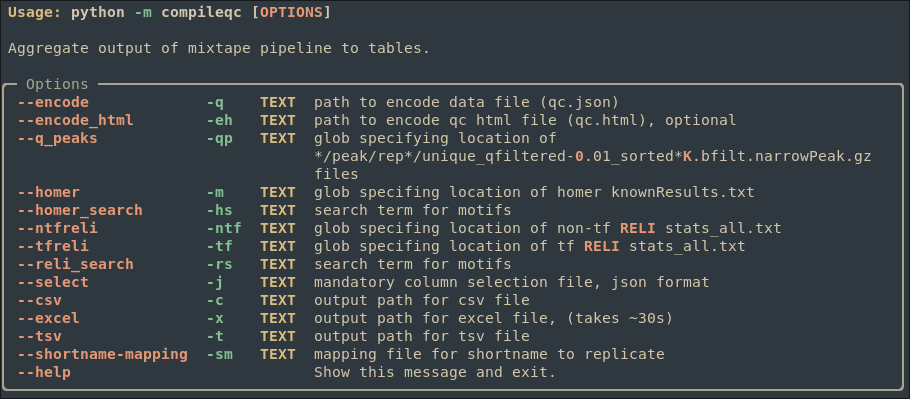 Usage: python -m compileqc [OPTIONS]
Aggregate output of mixtape pipeline to tables.
Options
--encode -q TEXT path to encode data file (qc.json)
--encode_html -eh TEXT path to encode qc html file (qc.html), optional
--q_peaks -qp TEXT glob specifying location of
*/peak/rep*/unique_qfiltered-0.01_sorted*K.bfilt.narrowPeak.gz
files
--homer -m TEXT glob specifing location of homer knownResults.txt
--homer_search -hs TEXT search term for motifs
--ntfreli -ntf TEXT glob specifing location of non-tf RELI stats_all.txt
--tfreli -tf TEXT glob specifing location of tf RELI stats_all.txt
--reli_search -rs TEXT search term for motifs
--select -j TEXT mandatory column selection file, json format
--csv -c TEXT output path for csv file
--excel -x TEXT output path for excel file, (takes ~30s)
--tsv -t TEXT output path for tsv file
--shortname-mapping -sm TEXT mapping file for shortname to replicate
--help Show this message and exit.